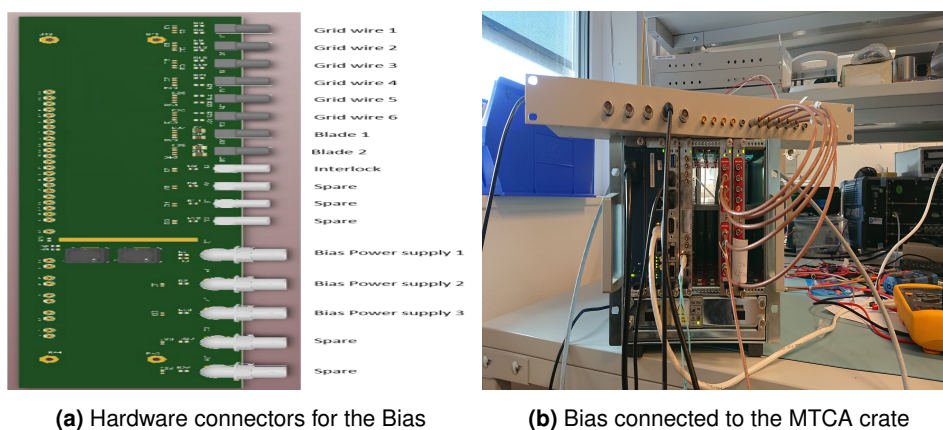 Grid wire 1
Grid wire 2
Grid wire 3
Grid wire 4
Grid wire 5
Grid wire 6
Blade 1
Blade 2
Interlock
Spare
Spare
Spare
Bias Power supply 1
Bias Power supply 2
Bias Power supply 3
Spare
Spare
(a) Hardware connectors for the Bias
(b) Bias connected to the MTCA crate